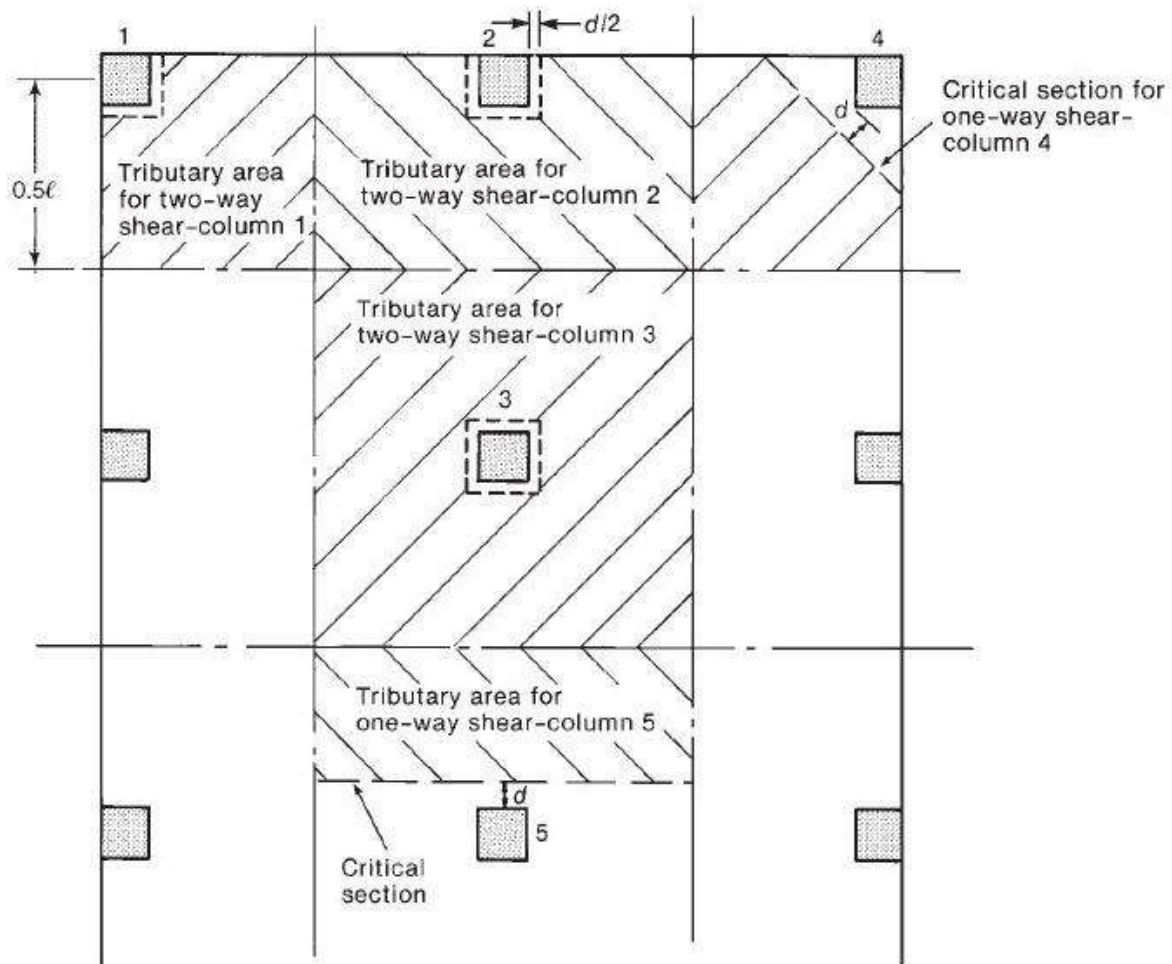 1
2
d/2
4
Critical section for
one-way shear-
column 4
d
0.5ℓ
Tributary area
for two-way
shear-column 1
Tributary area for
two-way shear-column 2
Tributary area for
two-way shear-column 3
3
Tributary area for
one-way shear-column 5
d
5
Critical
section